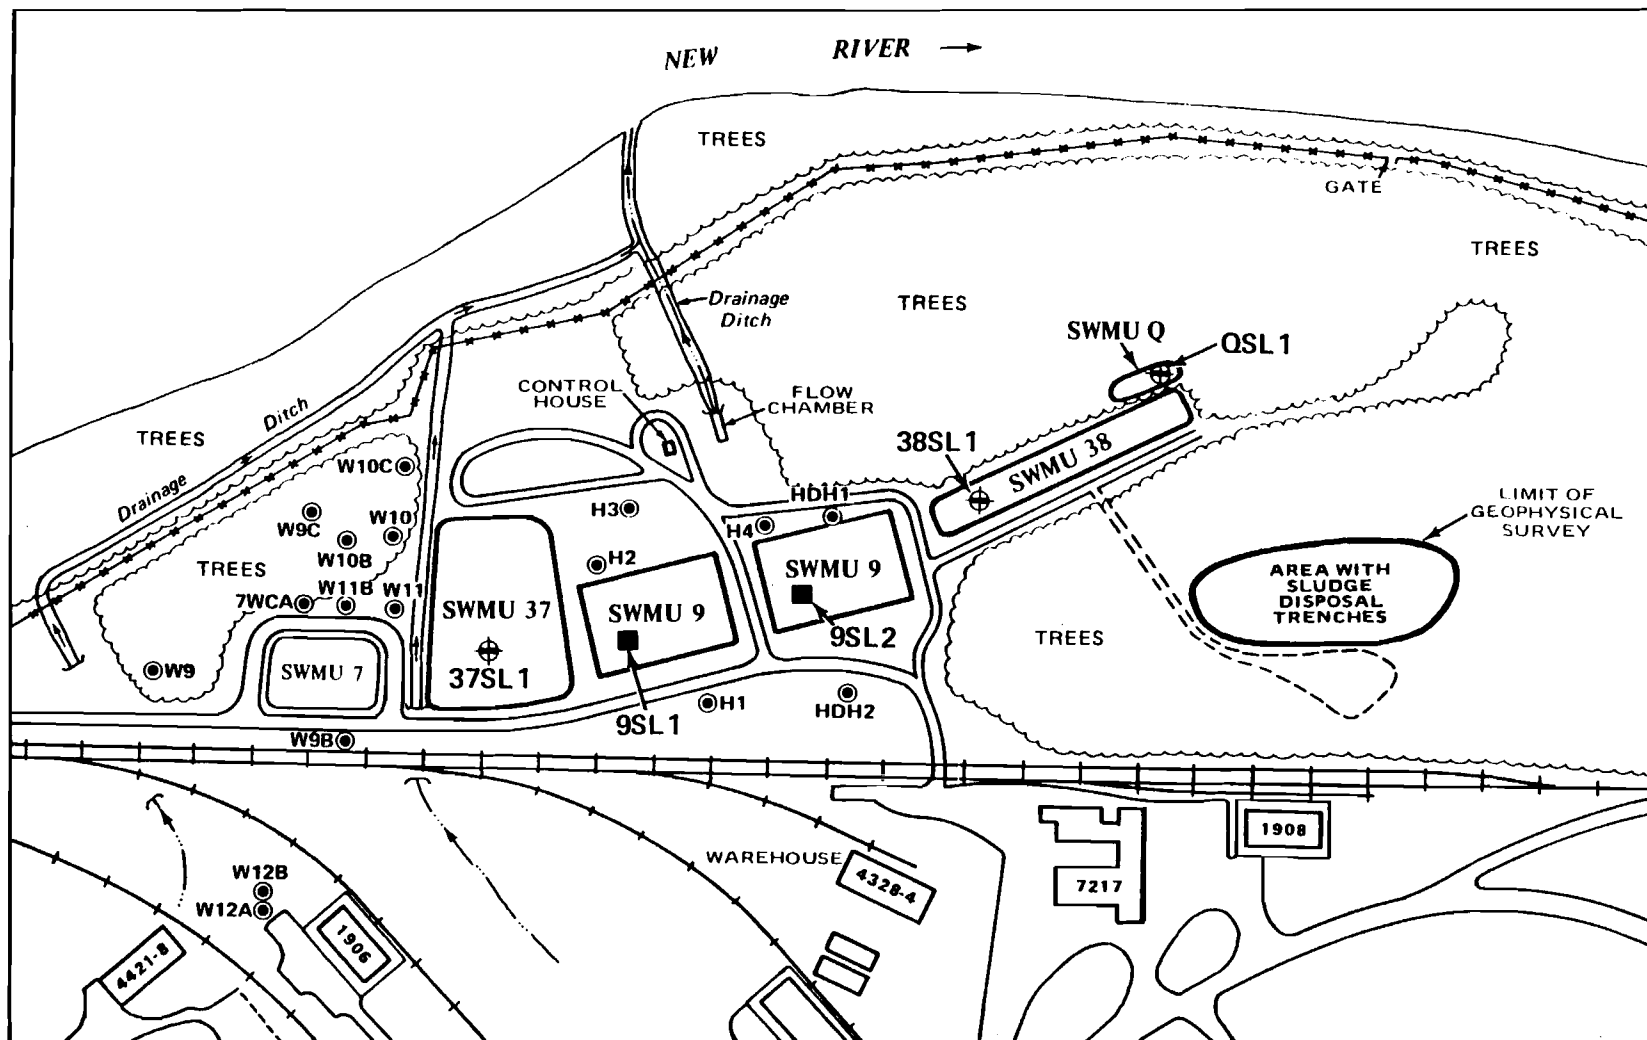 NEW RIVER
TREES
GATE
TREES
TREES
Drainage
Ditch
SWMU Q
QSL1
CONTROL
HOUSE
FLOW
CHAMBER
Drainage Ditch
TREES
38SL1
SWMU 38
W10C
HDH1
LIMIT OF
GEOPHYSICAL
SURVEY
W9C
W10
H3
H4
W10B
H2
TREES
SWMU 9
AREA WITH
SLUDGE
DISPOSAL
TRENCHES
7WCA
W11B
W11
SWMU 37
SWMU 9
9SL2
TREES
W9
SWMU 7
37SL1
9SL1
H1
HDH2
W9B
WAREHOUSE
4328-4
7217
1908
W12B
W12A
1906
4421-8